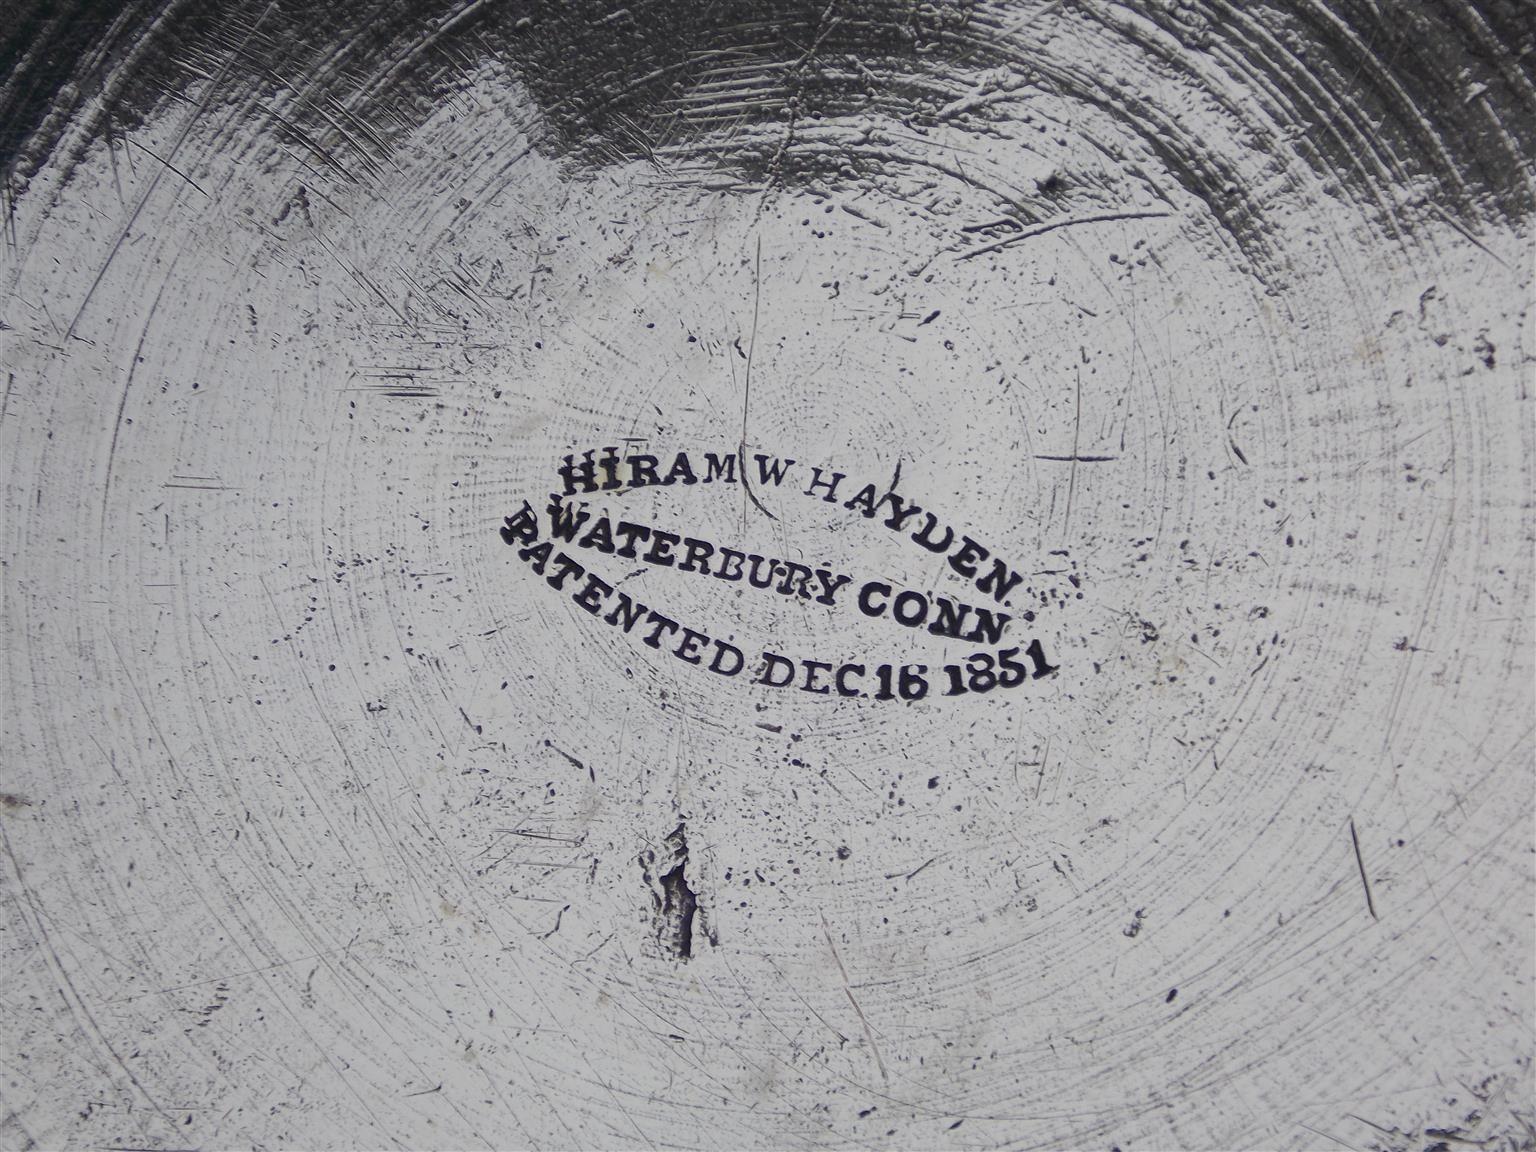 HIRAM W HAYDEN
WATERBURY CONN
PATENTED DEC 16 1851